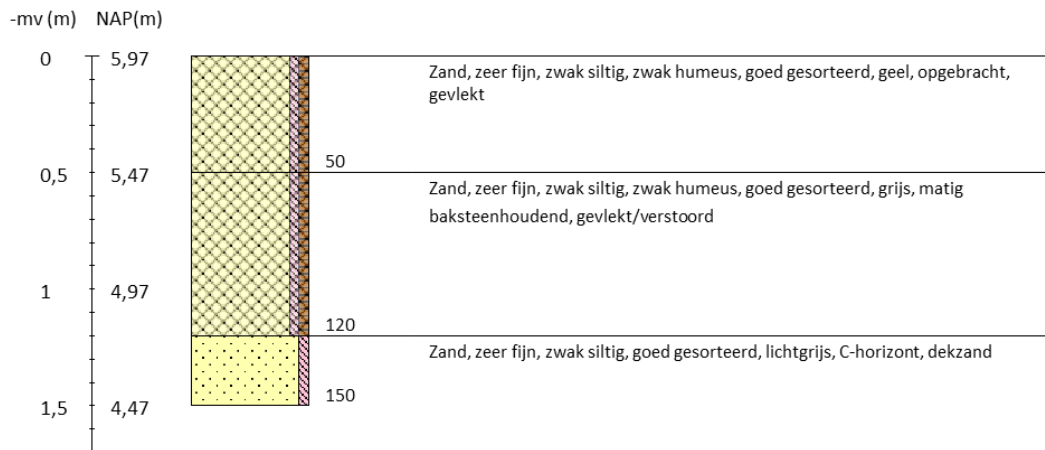 -mv (m) NAP(m)
0 5,97
Zand, zeer fijn, zwak siltig, zwak humeus, goed gesorteerd, geel, opgebracht,
gevlekt
50
0,5 5,47
Zand, zeer fijn, zwak siltig, zwak humeus, goed gesorteerd, grijs, matig
baksteenhoudend, gevlekt/verstoord
1 4,97
120
Zand, zeer fijn, zwak siltig, goed gesorteerd, lichtgrijs, C-horizont, dekzand
150
1,5 4,47